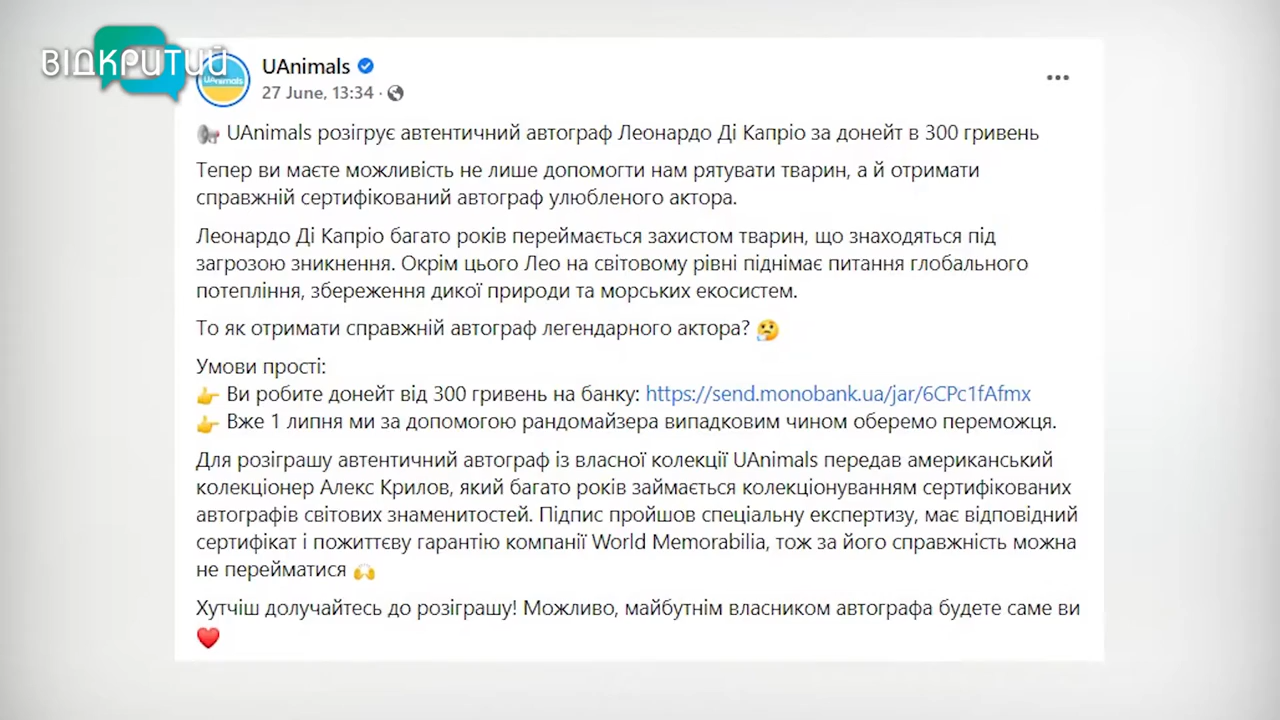 ВІДКРИТИЙ
UAnimals
UAnimals
27 June, 13:34 ·
UAnimals розігрує автентичний автограф Леонардо Ді Капріо за донейт в 300 гривень
Тепер ви маєте можливість не лише допомогти нам рятувати тварин, а й отримати
справжній сертифікований автограф улюбленого актора.
Леонардо Ді Капріо багато років переймається захистом тварин, що знаходяться під
загрозою зникнення. Окрім цього Лео на світовому рівні піднімає питання глобального
потепління, збереження дикої природи та морських екосистем.
То як отримати справжній автограф легендарного актора? 🤔
Умови прості:
👉 Ви робите донейт від 300 гривень на банку: https://send.monobank.ua/jar/6CPc1fAfmx
👉 Вже 1 липня ми за допомогою рандомайзера випадковим чином оберемо переможця.
Для розіграшу автентичний автограф із власної колекції UAnimals передав американський
колекціонер Алекс Крилов, який багато років займається колекціонуванням сертифікованих
автографів світових знаменитостей. Підпис пройшов спеціальну експертизу, має відповідний
сертифікат і пожиттєву гарантію компанії World Memorabilia, тож за його справжність можна
не перейматися 🙌
Хутчіш долучайтесь до розіграшу! Можливо, майбутнім власником автографа будете саме ви
❤️